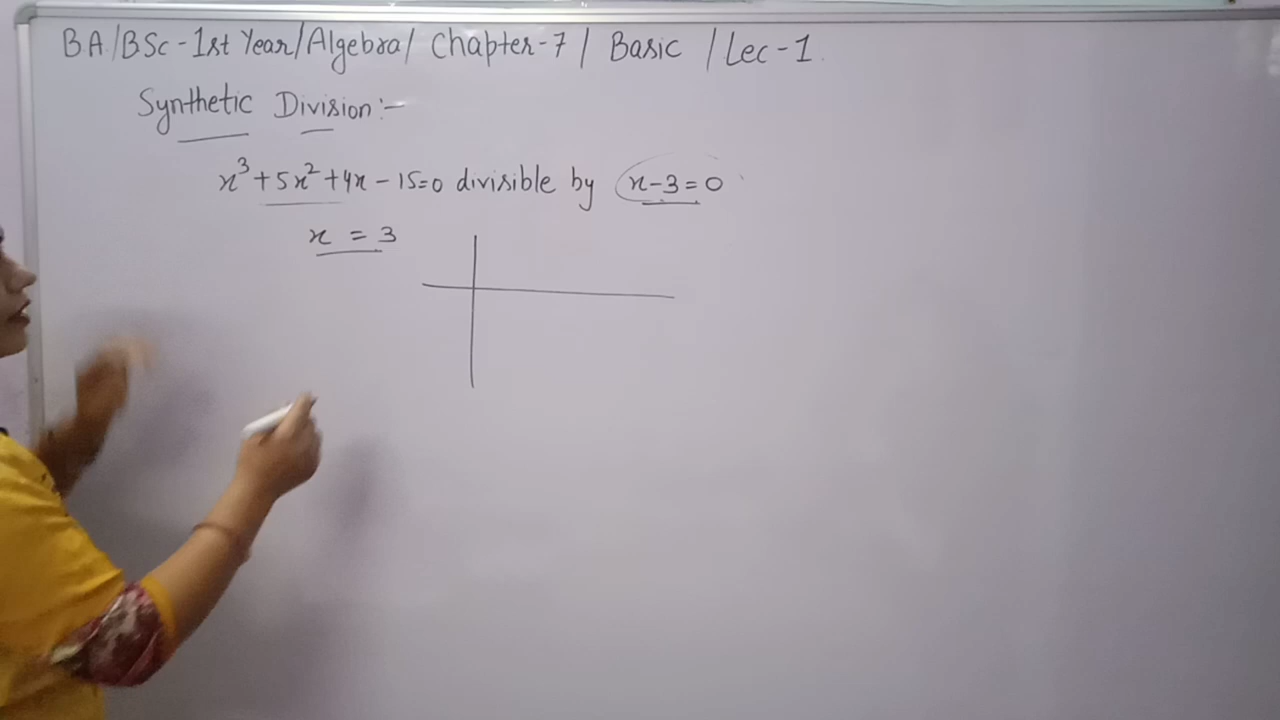 BA/BSc-1st Year/Algebra/ Chapter-7/ Basic /Lec-1
Synthetic Division:-
x³+5x²+4x-15=0 divisible by x-3=0
x = 3